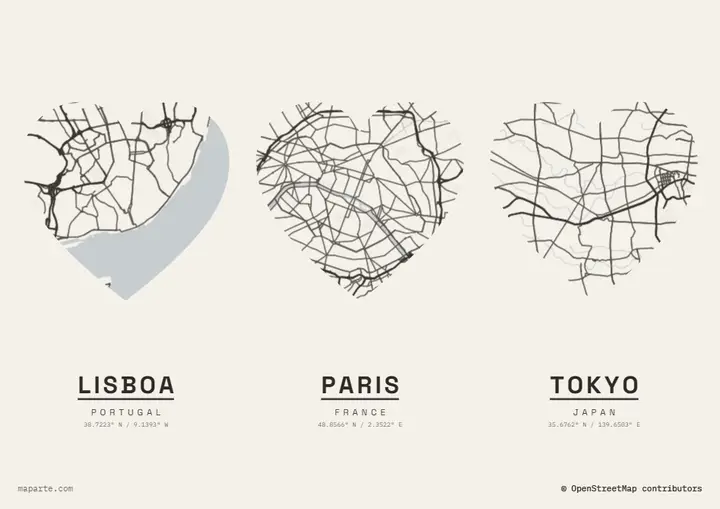 LISBOA
PORTUGAL
38.7223° N / 9.1393° W
PARIS
FRANCE
48.8566° N / 2.3522° E
TOKYO
JAPAN
35.6762° N / 139.6503° E
maparte.com
© OpenStreetMap contributors